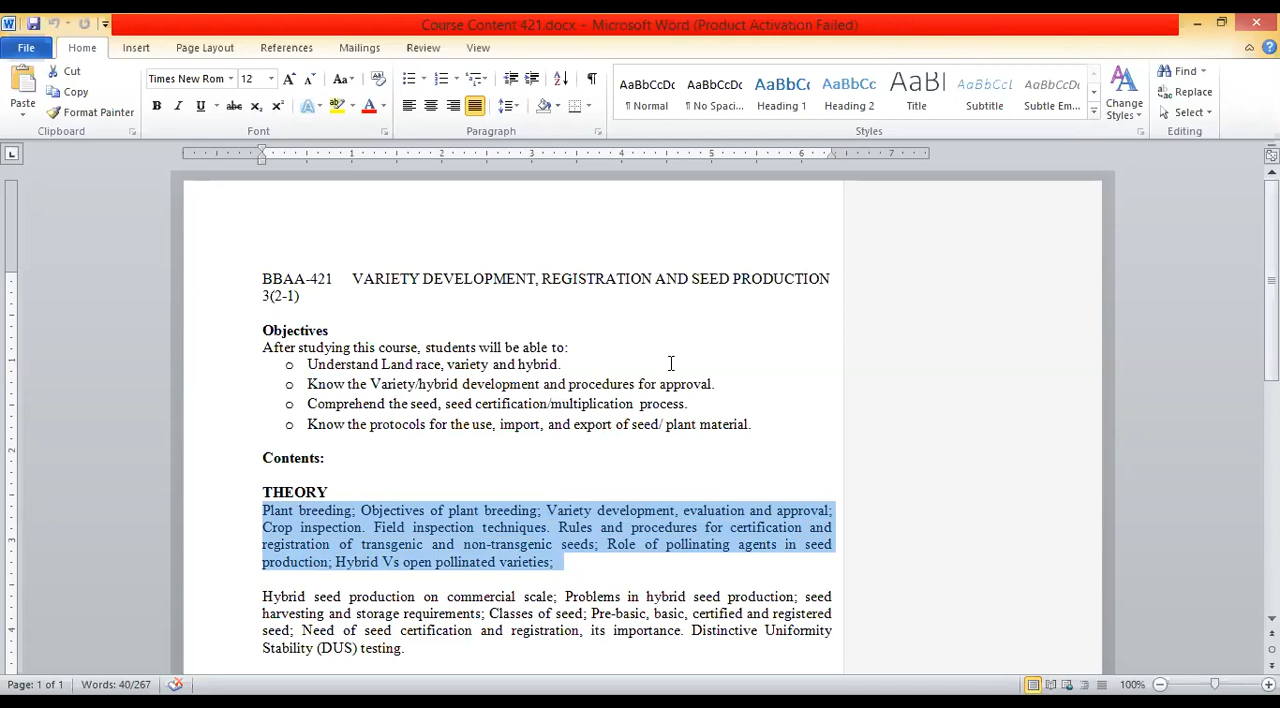 Course Content 421.docx - Microsoft Word (Product Activation Failed)
File Home Insert Page Layout References Mailings Review View
Paste
Cut
Copy
Format Painter
Clipboard
Times New Rom 12
Font
Paragraph
AaBbCcDc AaBbCcDc AaBbCc AaBbCc AaBl AaBbCcL AaBbCcDc
¶ Normal ¶ No Spaci... Heading 1 Heading 2 Title Subtitle Subtle Em...
Styles
Change
Styles
Find
Replace
Select
Editing
1 2 3 4 5 6 7
BBAA-421 VARIETY DEVELOPMENT, REGISTRATION AND SEED PRODUCTION
3(2-1)
Objectives
After studying this course, students will be able to:
o Understand Land race, variety and hybrid.
o Know the Variety/hybrid development and procedures for approval.
o Comprehend the seed, seed certification/multiplication process.
o Know the protocols for the use, import, and export of seed/ plant material.
Contents:
THEORY
Plant breeding; Objectives of plant breeding; Variety development, evaluation and approval;
Crop inspection. Field inspection techniques. Rules and procedures for certification and
registration of transgenic and non-transgenic seeds; Role of pollinating agents in seed
production; Hybrid Vs open pollinated varieties;
Hybrid seed production on commercial scale; Problems in hybrid seed production; seed
harvesting and storage requirements; Classes of seed; Pre-basic, basic, certified and registered
seed; Need of seed certification and registration, its importance. Distinctive Uniformity
Stability (DUS) testing.
Page: 1 of 1 Words: 40/267 100%